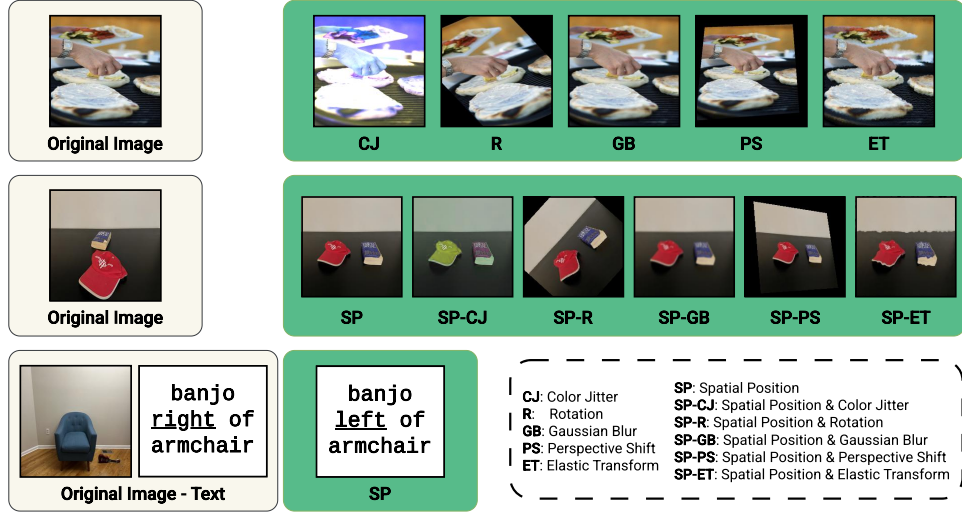 Original Image
CJ
R
GB
PS
ET
Original Image
SP
SP-CJ
SP-R
SP-GB
SP-PS
SP-ET
banjo
right of
armchair
Original Image - Text
banjo
left of
armchair
SP
CJ: Color Jitter
R: Rotation
GB: Gaussian Blur
PS: Perspective Shift
ET: Elastic Transform
SP: Spatial Position
SP-CJ: Spatial Position & Color Jitter
SP-R: Spatial Position & Rotation
SP-GB: Spatial Position & Gaussian Blur
SP-PS: Spatial Position & Perspective Shift
SP-ET: Spatial Position & Elastic Transform